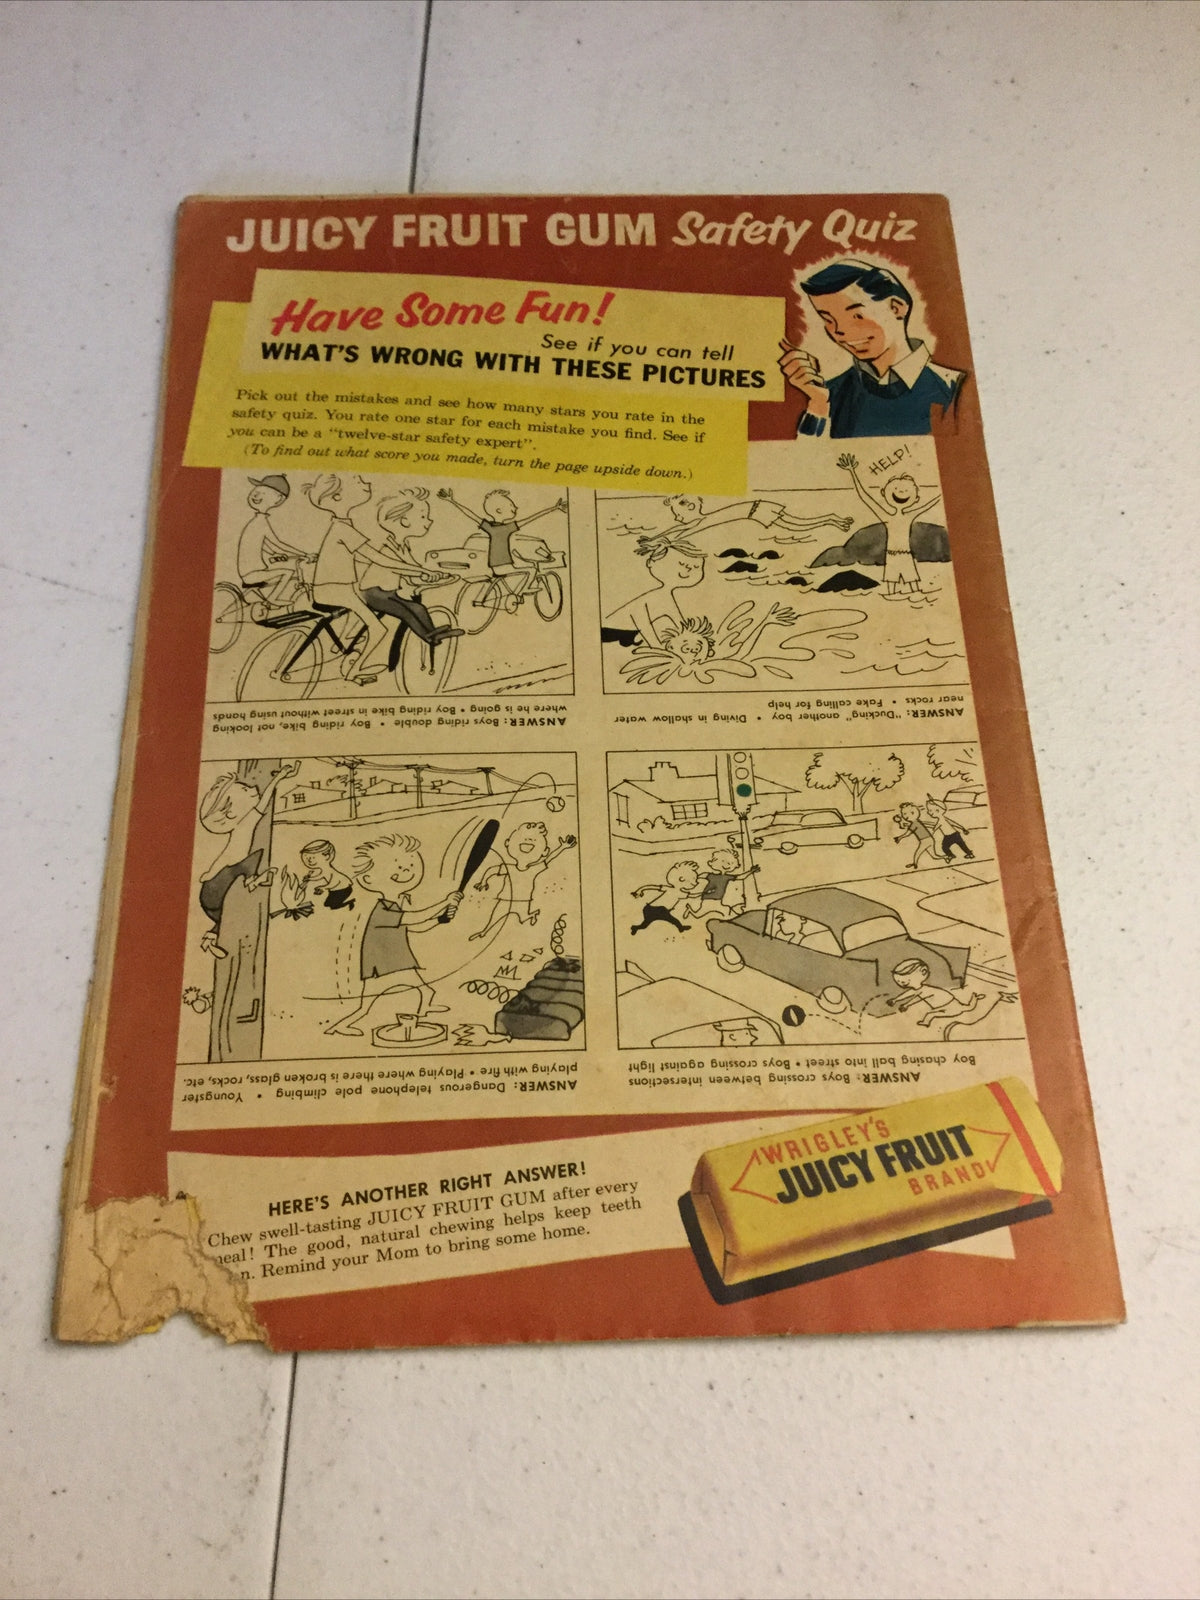 JUICY FRUIT GUM Safety Quiz
Have Some Fun!
See if you can tell
WHAT'S WRONG WITH THESE PICTURES
Pick out the mistakes and see how many stars you rate in the
safety quiz. You rate one star for each mistake you find. See if
you can be a "twelve-star safety expert".
(To find out what score you made, turn the page upside down.)
HELP!
ANSWER: Boys riding double • Boy riding bike, not looking
where he is going • Boy riding bike in street without using hands
ANSWER: "Ducking" another boy • Diving in shallow water
near rocks • Fake calling for help
ANSWER: Dangerous telephone pole climbing • Youngster
playing with fire • Playing where there is broken glass, rocks, etc.
ANSWER: Boys crossing between intersections
Boy chasing ball into street • Boys crossing against light
HERE'S ANOTHER RIGHT ANSWER!
Chew swell-tasting JUICY FRUIT GUM after every
eal! The good, natural chewing helps keep teeth
n. Remind your Mom to bring some home.
WRIGLEY'S
JUICY FRUIT
BRAND